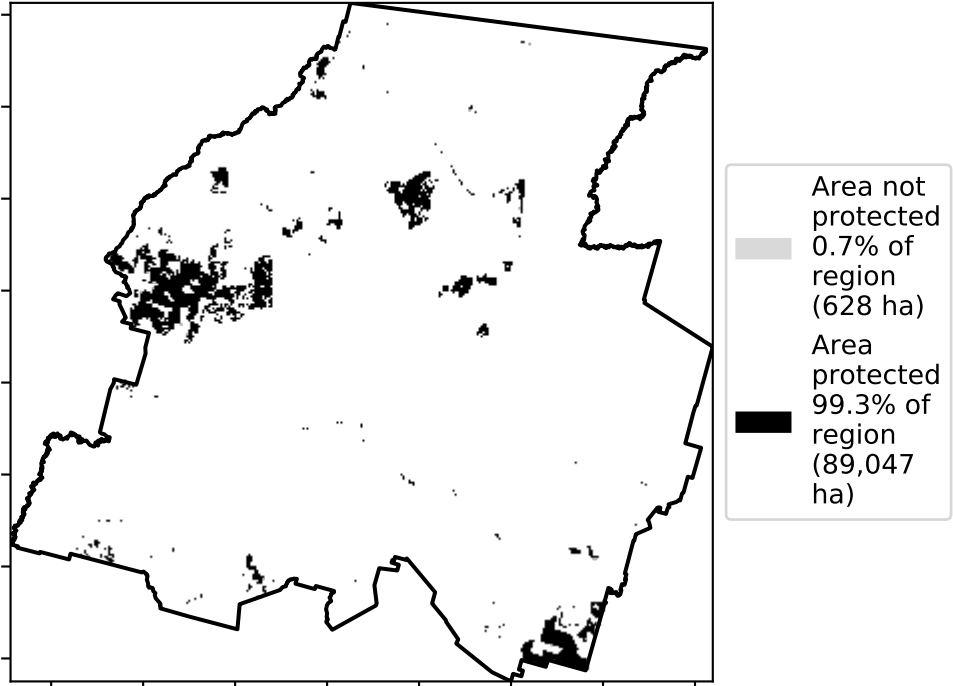 Area not
protected
0.7% of
region
(628 ha)
Area
protected
99.3% of
region
(89,047
ha)